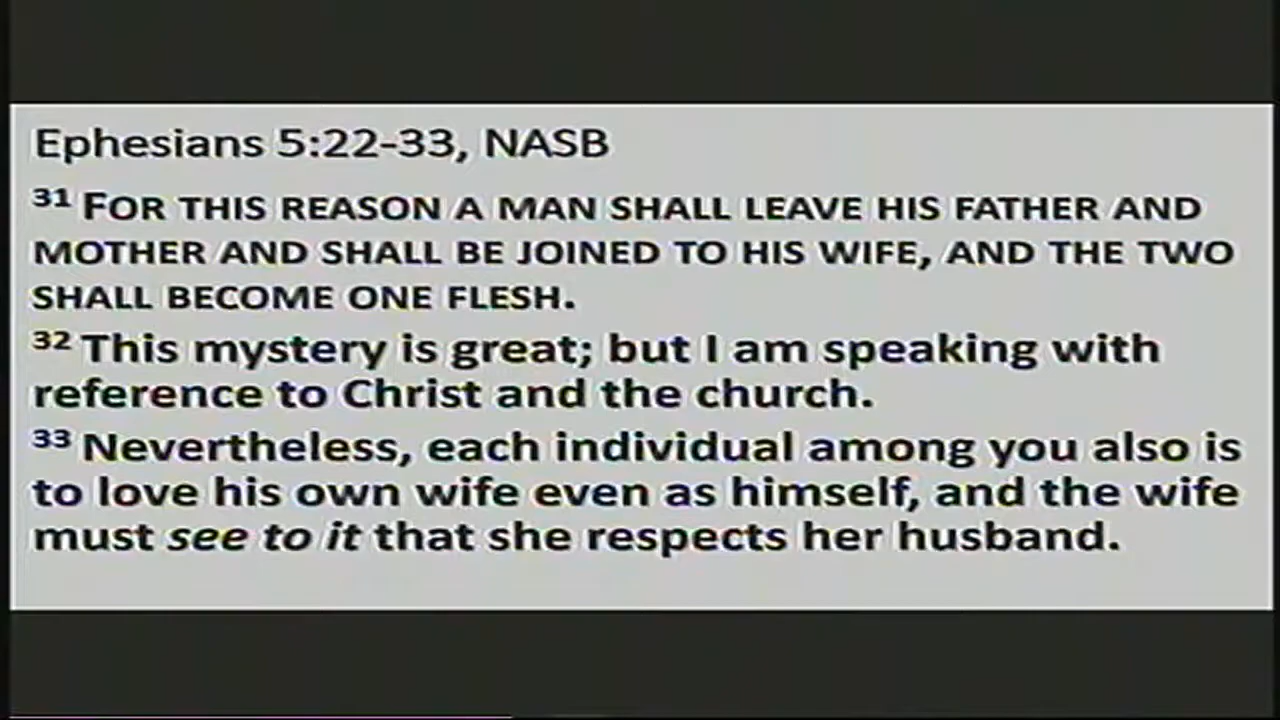 Ephesians 5:22-33, NASB
31 FOR THIS REASON A MAN SHALL LEAVE HIS FATHER AND
MOTHER AND SHALL BE JOINED TO HIS WIFE, AND THE TWO
SHALL BECOME ONE FLESH.
32 This mystery is great; but I am speaking with
reference to Christ and the church.
33 Nevertheless, each individual among you also is
to love his own wife even as himself, and the wife
must see to it that she respects her husband.